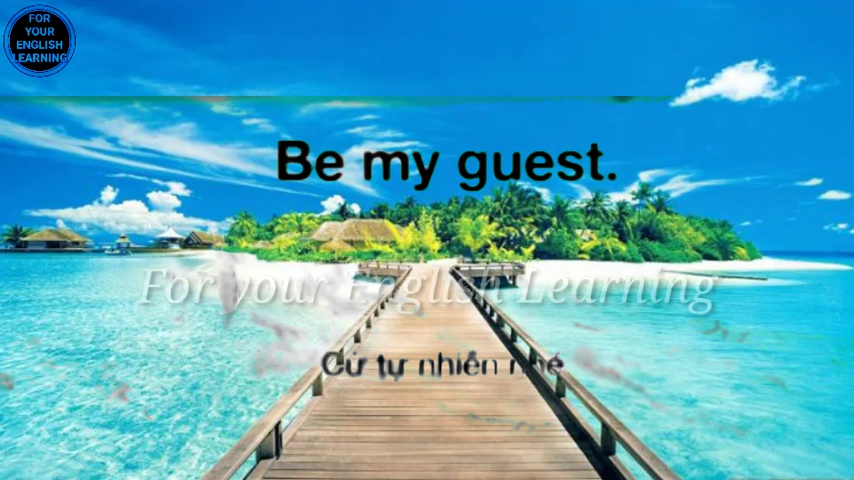 FOR
YOUR
ENGLISH
LEARNING
Be my guest.
For your English Learning
Cứ tự nhiên nhé